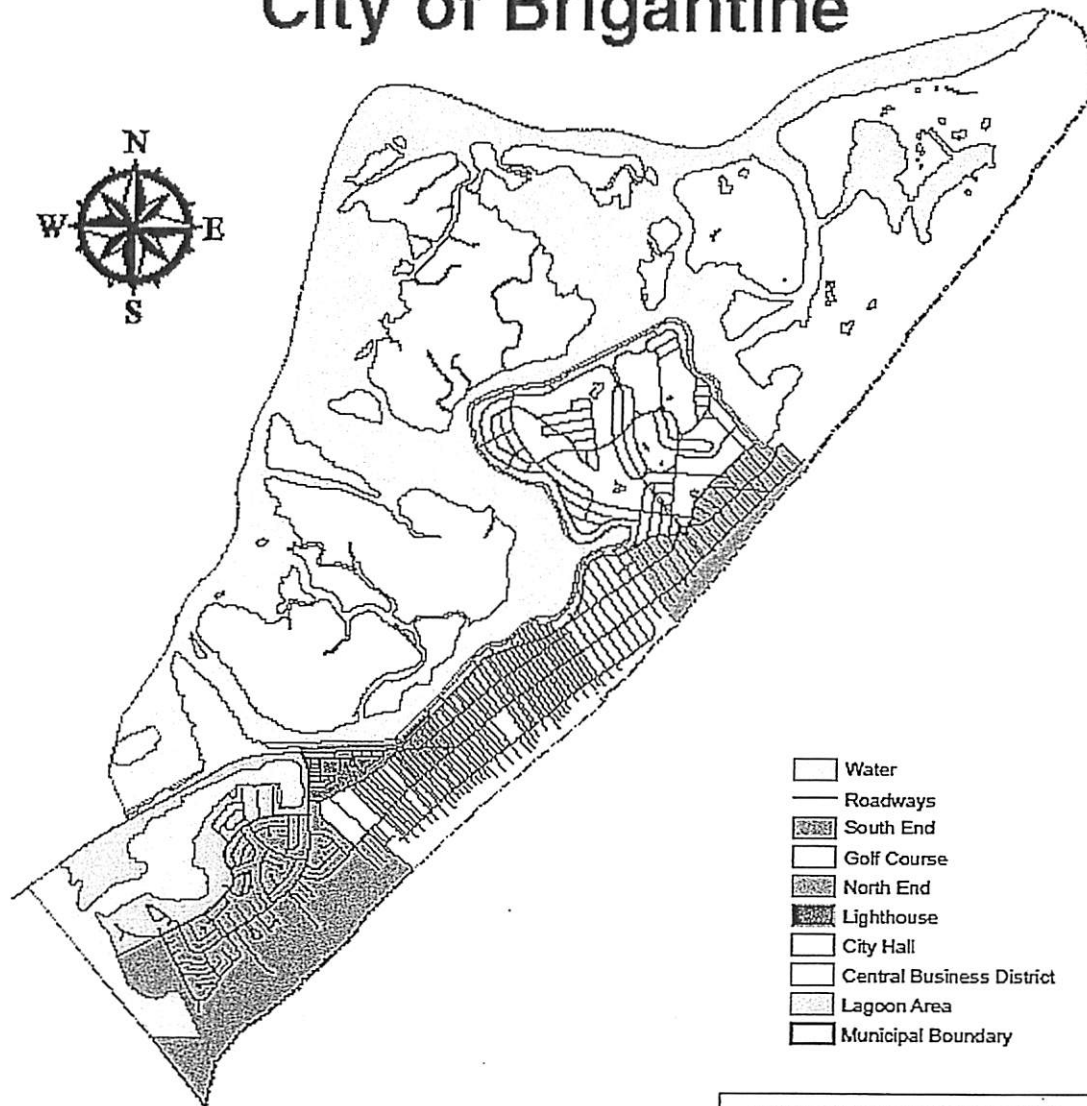 City of Brigantine
N
W E
S
Water
Roadways
South End
Golf Course
North End
Lighthouse
City Hall
Central Business District
Lagoon Area
Municipal Boundary